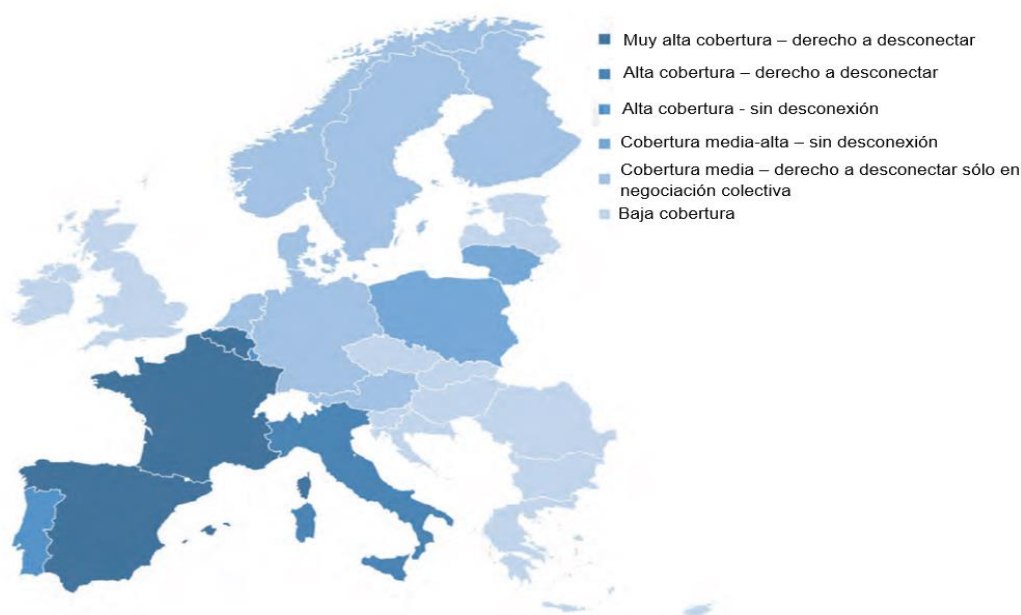 Muy alta cobertura – derecho a desconectar
Alta cobertura – derecho a desconectar
Alta cobertura - sin desconexión
Cobertura media-alta – sin desconexión
Cobertura media – derecho a desconectar sólo en
negociación colectiva
Baja cobertura